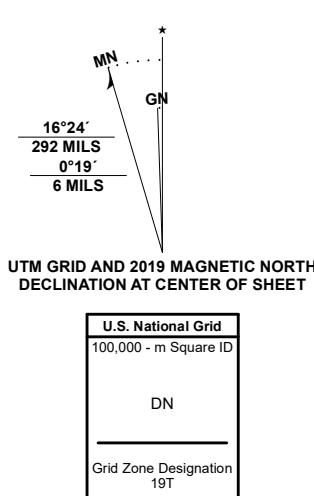 ★
MN
GN
16°24´
292 MILS
0°19´
6 MILS
UTM GRID AND 2019 MAGNETIC NORTH
DECLINATION AT CENTER OF SHEET
U.S. National Grid
100,000 - m Square ID
DN
Grid Zone Designation
19T